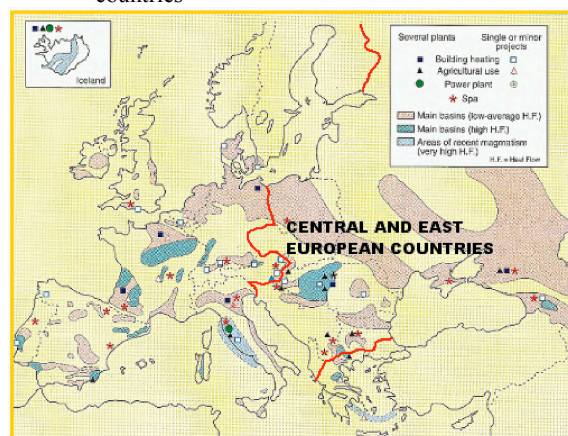 countries
Several plants Single or minor projects
Building heating
Agricultural use
Power plant
Spa
Main basins (low-average H.F.)
Main basins (high H.F.)
Areas of recent magmatism
(very high H.F.)
H.F. = Heat Flow
Iceland
CENTRAL AND EAST
EUROPEAN COUNTRIES